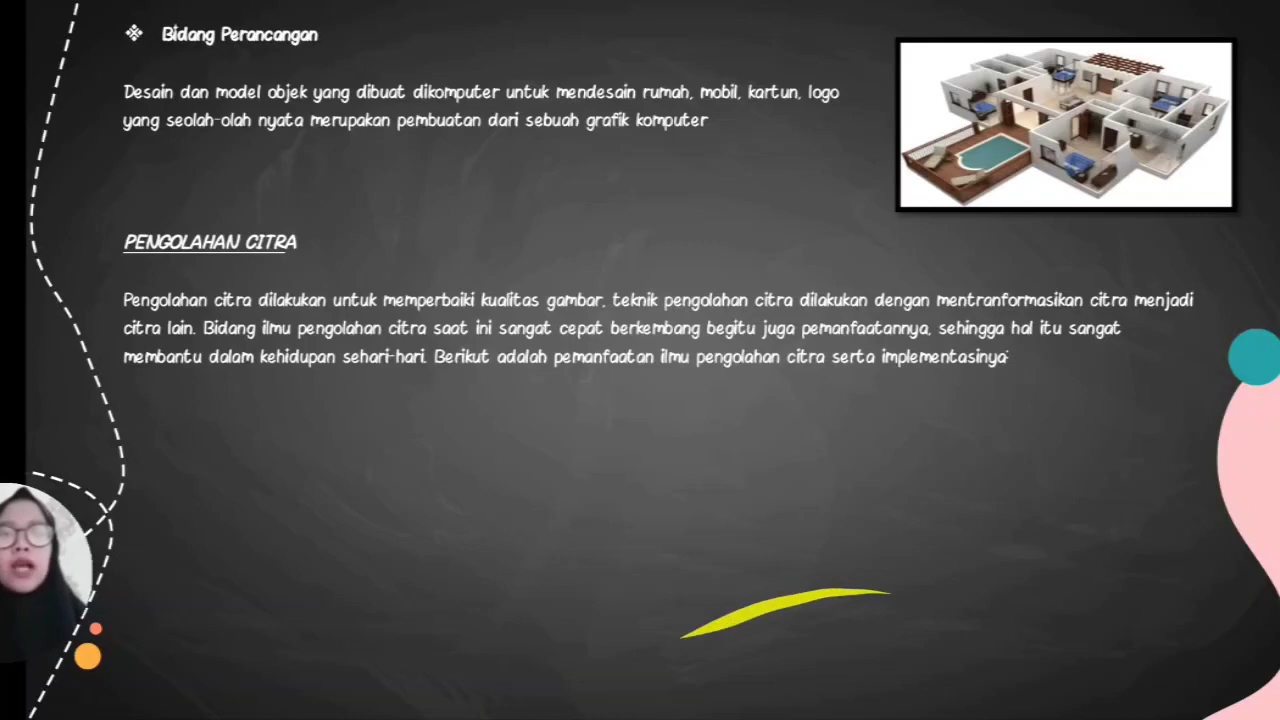 Bidang Perancangan
Desain dan model objek yang dibuat dikomputer untuk mendesain rumah, mobil, kartun, logo
yang seolah-olah nyata merupakan pembuatan dari sebuah grafik komputer
PENGOLAHAN CITRA
Pengolahan citra dilakukan untuk memperbaiki kualitas gambar, teknik pengolahan citra dilakukan dengan mentranformasikan citra menjadi
citra lain. Bidang ilmu pengolahan citra saat ini sangat cepat berkembang begitu juga pemanfaatannya, sehingga hal itu sangat
membantu dalam kehidupan sehari-hari. Berikut adalah pemanfaatan ilmu pengolahan citra serta implementasinya: